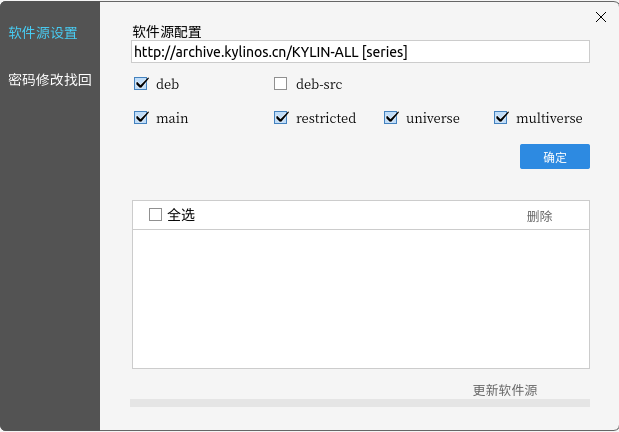 软件源设置
密码修改找回
软件源配置
http://archive.kylinos.cn/KYLIN-ALL [series]
deb deb-src
main restricted universe multiverse
确定
全选 删除
更新软件源